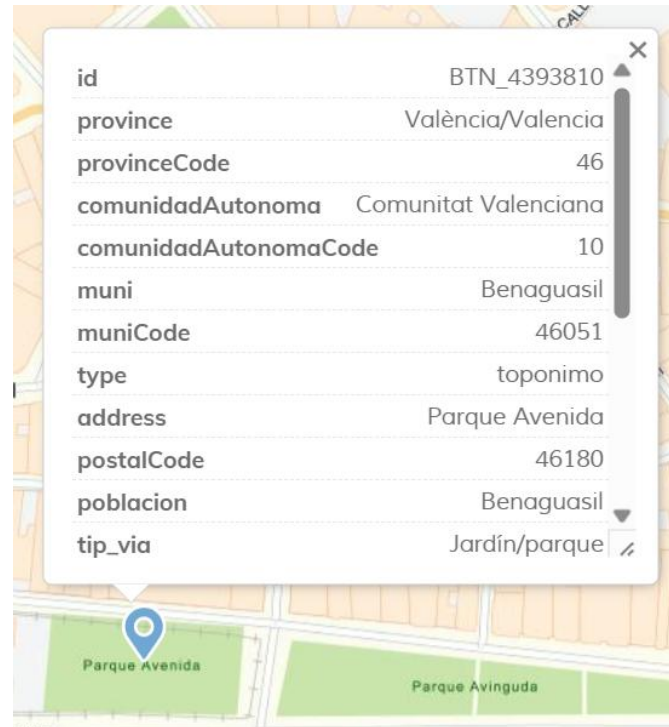 CALL
id BTN_4393810
province València/Valencia
provinceCode 46
comunidadAutonoma Comunitat Valenciana
comunidadAutonomaCode 10
muni Benaguasil
muniCode 46051
type toponimo
address Parque Avenida
postalCode 46180
poblacion Benaguasil
tip_via Jardín/parque
Parque Avenida
Parque Avinguda